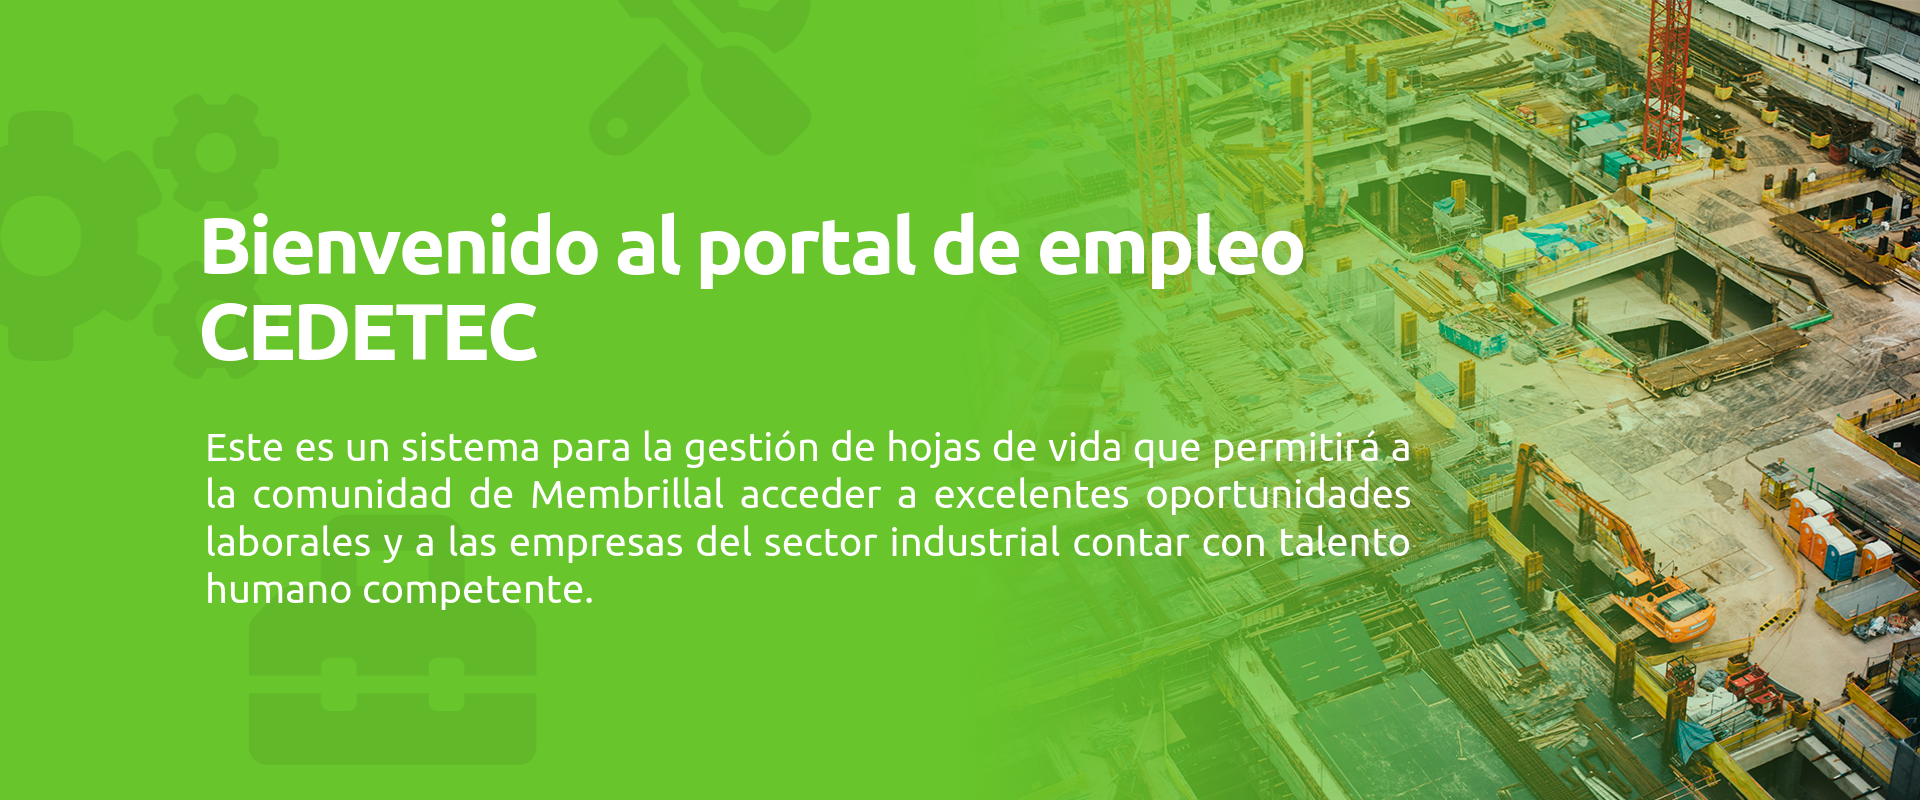 Bienvenido al portal de empleo
CEDETEC
Este es un sistema para la gestión de hojas de vida que permitirá a
la comunidad de Membrillal acceder a excelentes oportunidades
laborales y a las empresas del sector industrial contar con talento
humano competente.